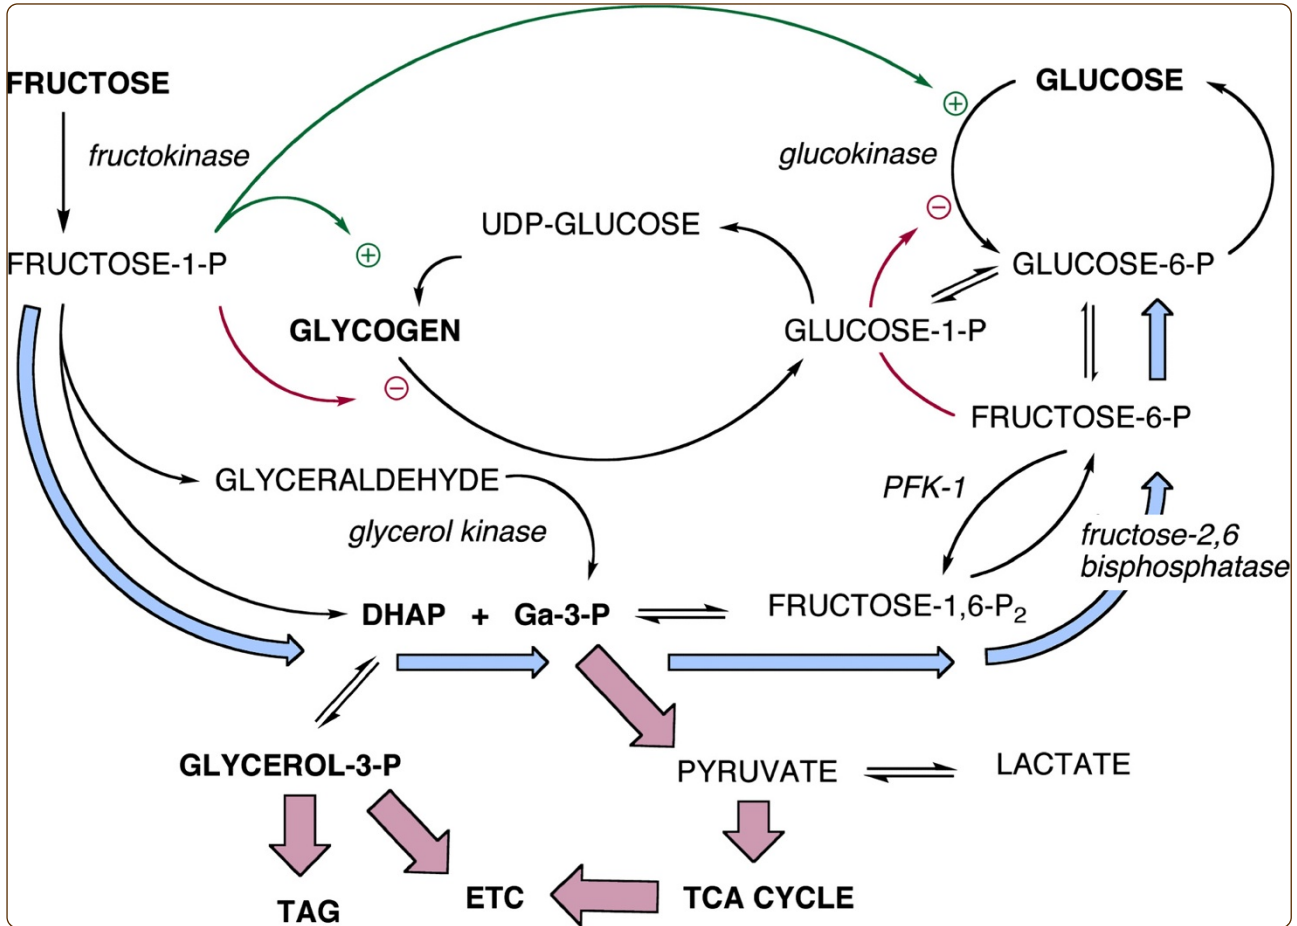 FRUCTOSE
GLUCOSE
fructokinase
glucokinase
+
UDP-GLUCOSE
−
FRUCTOSE-1-P
+
GLUCOSE-6-P
GLYCOGEN
GLUCOSE-1-P
−
FRUCTOSE-6-P
GLYCERALDEHYDE
PFK-1
glycerol kinase
fructose-2,6
bisphosphatase
DHAP + Ga-3-P
FRUCTOSE-1,6-P₂
GLYCEROL-3-P
PYRUVATE
LACTATE
TAG
ETC
TCA CYCLE